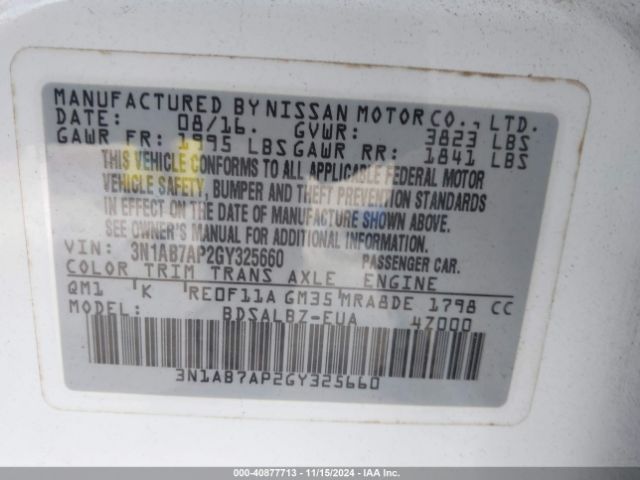 MANUFACTURED BY NISSAN MOTOR CO., LTD.
DATE: 08/16. GVWR: 3823 LBS
GAWR FR: 1995 LBS GAWR RR: 1841 LBS
THIS VEHICLE CONFORMS TO ALL APPLICABLE FEDERAL MOTOR
VEHICLE SAFETY, BUMPER AND THEFT PREVENTION STANDARDS
IN EFFECT ON THE DATE OF MANUFACTURE SHOWN ABOVE.
SEE OWNER'S MANUAL FOR ADDITIONAL INFORMATION.
VIN: 3N1AB7AP2GY325660 PASSENGER CAR.
COLOR TRIM TRANS AXLE ENGINE
QM1 K RE0F11A GM35 MRA8DE 1798 CC
MODEL: BDSALBZ-EUA 47000
3N1AB7AP2GY325660
000-40877713 - 11/15/2024 - IAAI.com